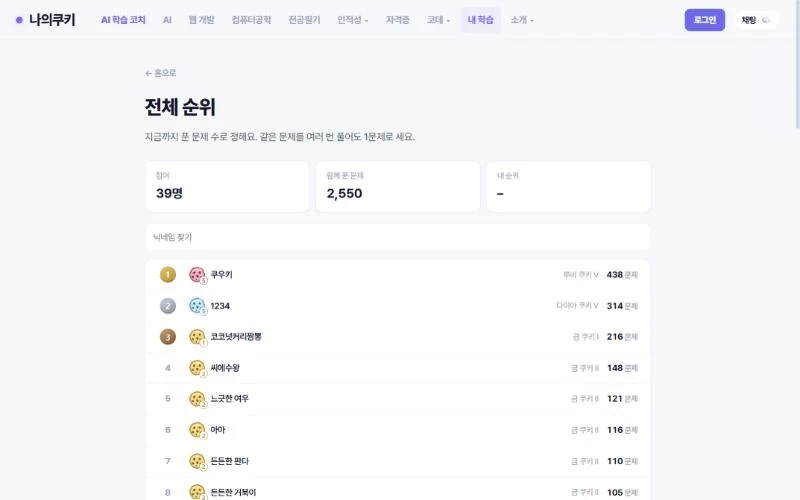 나의쿠키 AI 학습 코치 AI 웹 개발 컴퓨터공학 전공필기 인적성 자격증 코테 내 학습 소개 로그인 채팅
← 홈으로
전체 순위
지금까지 푼 문제 수로 정해요. 같은 문제를 여러 번 풀어도 1문제로 세요.
참여 함께 푼 문제 내 순위
39명 2,550 –
닉네임 찾기
1 5 쿠우키 루비 쿠키 V 438 문제
2 5 1234 다이아 쿠키 V 314 문제
3 1 코코넛커리짬뽕 금 쿠키 I 216 문제
4 2 씨에수왕 금 쿠키 II 148 문제
5 2 느긋한 여우 금 쿠키 II 121 문제
6 2 아아 금 쿠키 II 116 문제
7 2 든든한 판다 금 쿠키 II 110 문제
8 2 든든한 거북이 금 쿠키 II 105 문제